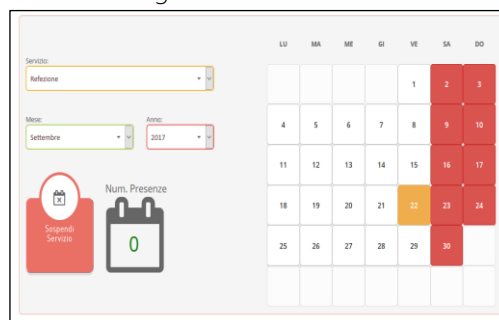 Servizio:
Refezione
Mese:
Anno:
Settembre
2017
Sospendi
Servizio
Num. Presenze
0
LU MA ME GI VE SA DO
1 2 3
4 5 6 7 8 9 10
11 12 13 14 15 16 17
18 19 20 21 22 23 24
25 26 27 28 29 30